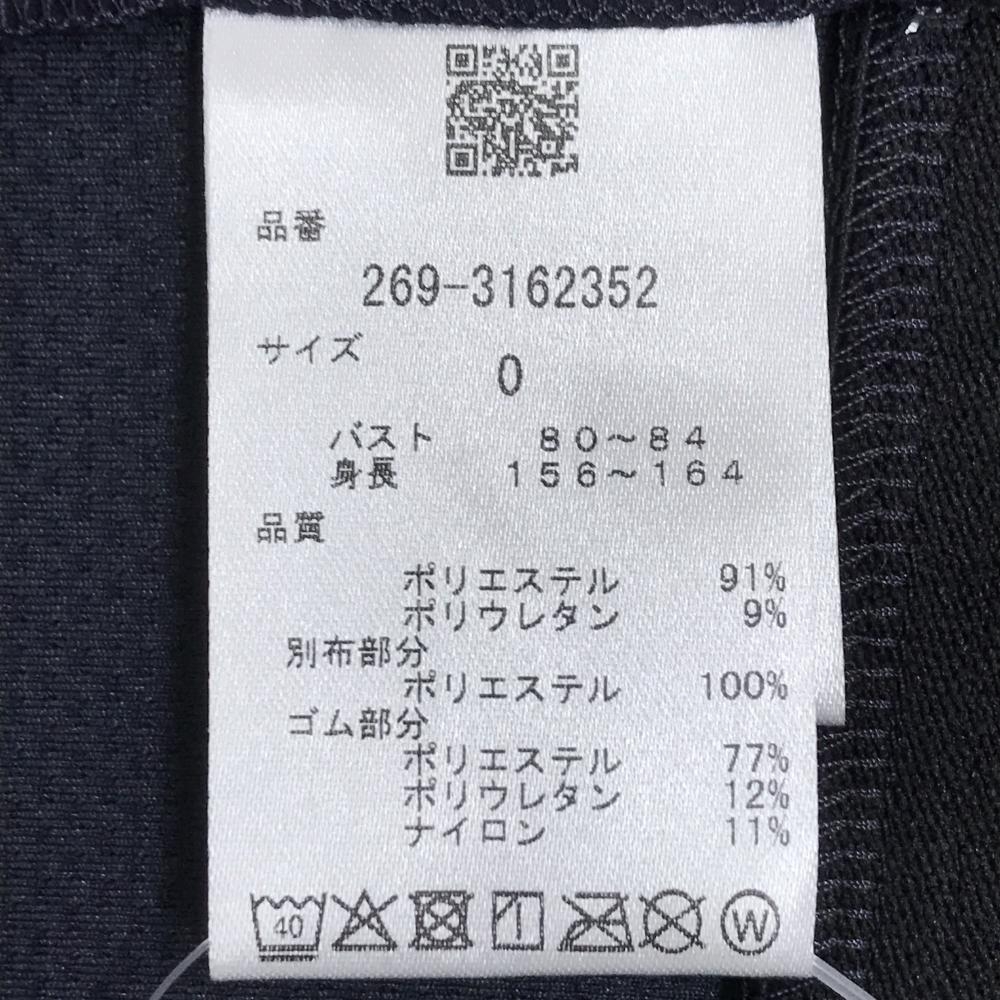 品番
269-3162352
サイズ
0
バスト 80~84
身長 156~164
品質
ポリエステル 91%
ポリウレタン 9%
別布部分
ポリエステル 100%
ゴム部分
ポリエステル 77%
ポリウレタン 12%
ナイロン 11%
40 W